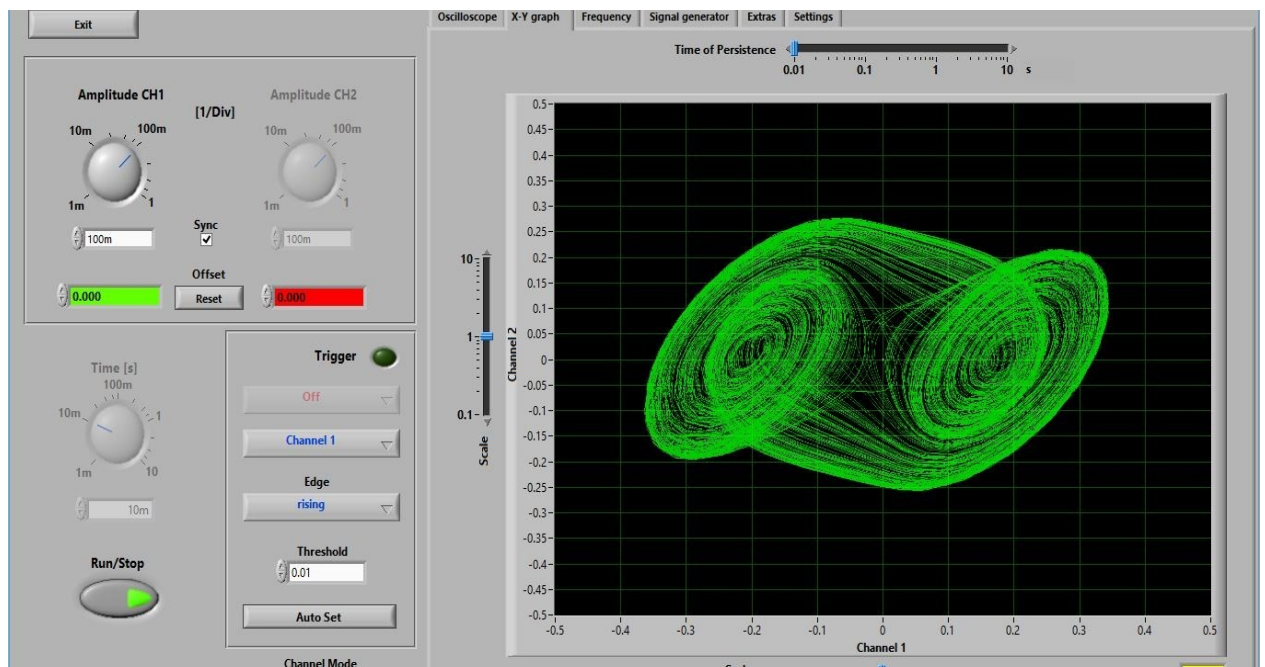 Exit
Oscilloscope X-Y graph Frequency Signal generator Extras Settings
Time of Persistence
0.01 0.1 1 10 s
Amplitude CH1
[1/Div]
Amplitude CH2
10m 100m
1m 1
10m 100m
1m 1
Sync
100m
100m
Offset
0.000
Reset
0.000
Time [s]
100m
10m 1
1m 10
10m
Run/Stop
Trigger
Off
Channel 1
Edge
rising
Threshold
0.01
Auto Set
Channel Mode
10
1
0.1
Scale
Channel 2
0.5
0.45
0.4
0.35
0.3
0.25
0.2
0.15
0.1
0.05
0
-0.05
-0.1
-0.15
-0.2
-0.25
-0.3
-0.35
-0.4
-0.45
-0.5
-0.5 -0.4 -0.3 -0.2 -0.1 0 0.1 0.2 0.3 0.4 0.5
Channel 1